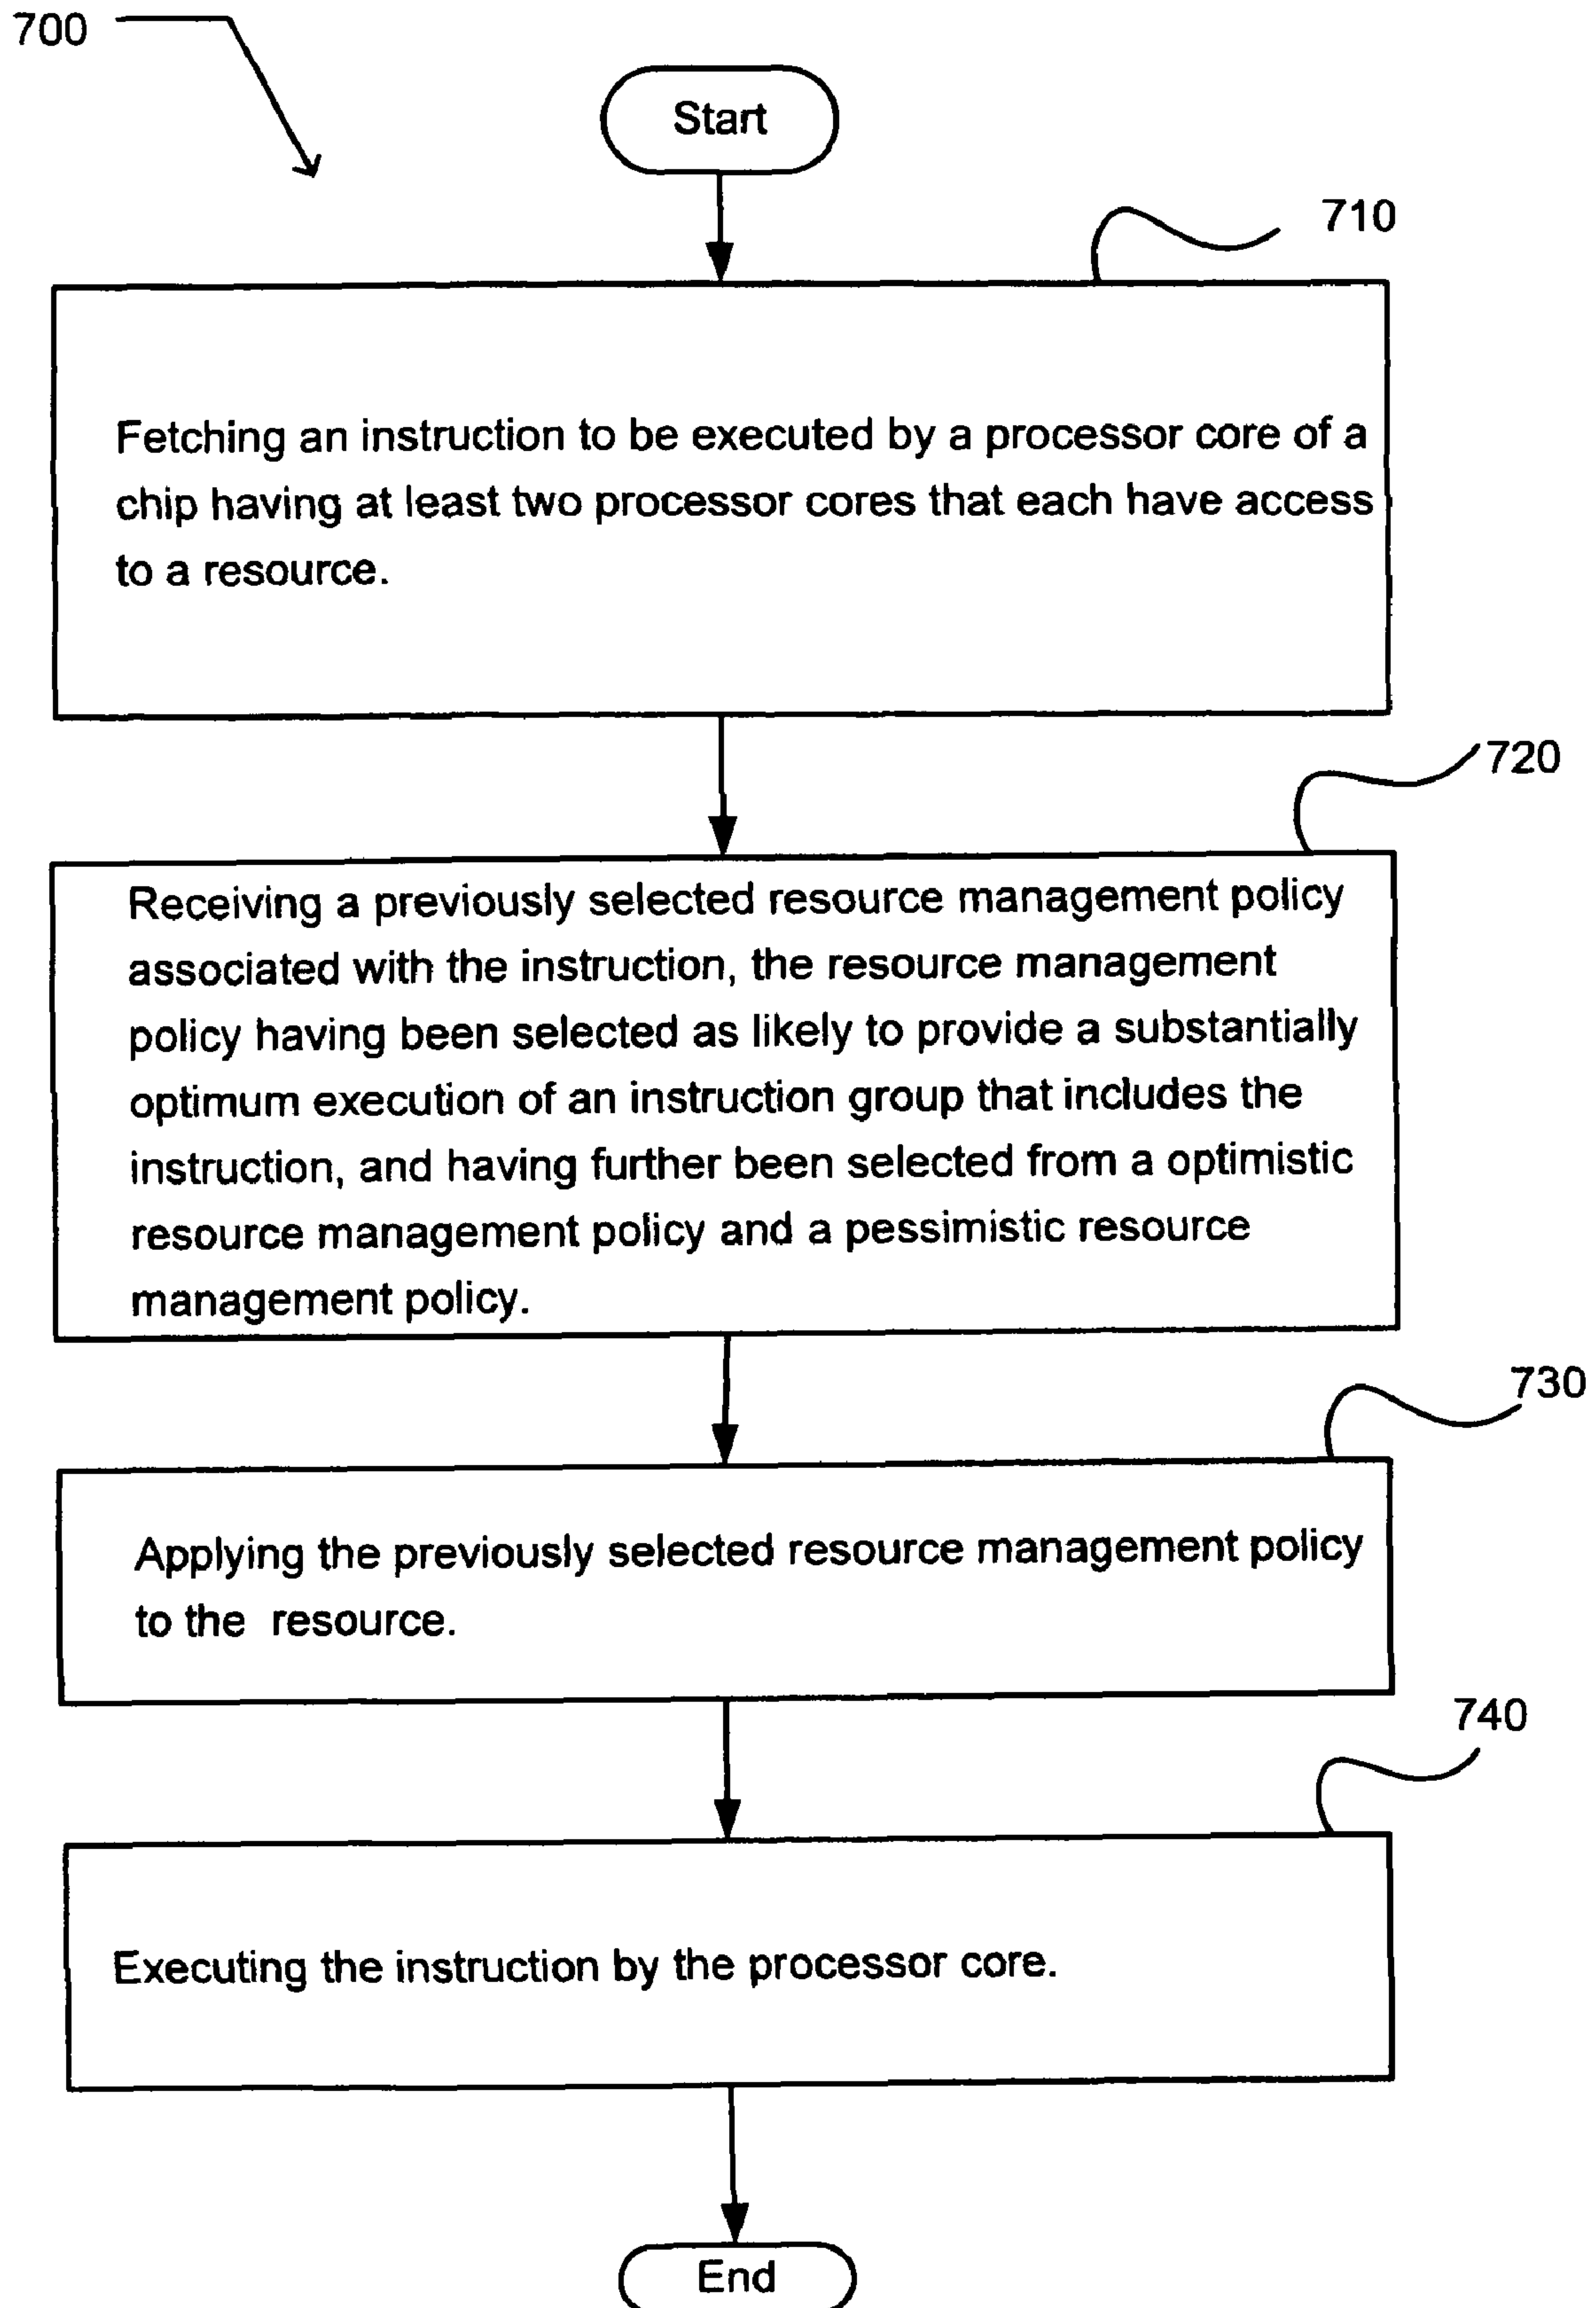 700
Start
710
Fetching an instruction to be executed by a processor core of a
chip having at least two processor cores that each have access
to a resource.
720
Receiving a previously selected resource management policy
associated with the instruction, the resource management
policy having been selected as likely to provide a substantially
optimum execution of an instruction group that includes the
instruction, and having further been selected from a optimistic
resource management policy and a pessimistic resource
management policy.
730
Applying the previously selected resource management policy
to the resource.
740
Executing the instruction by the processor core.
End